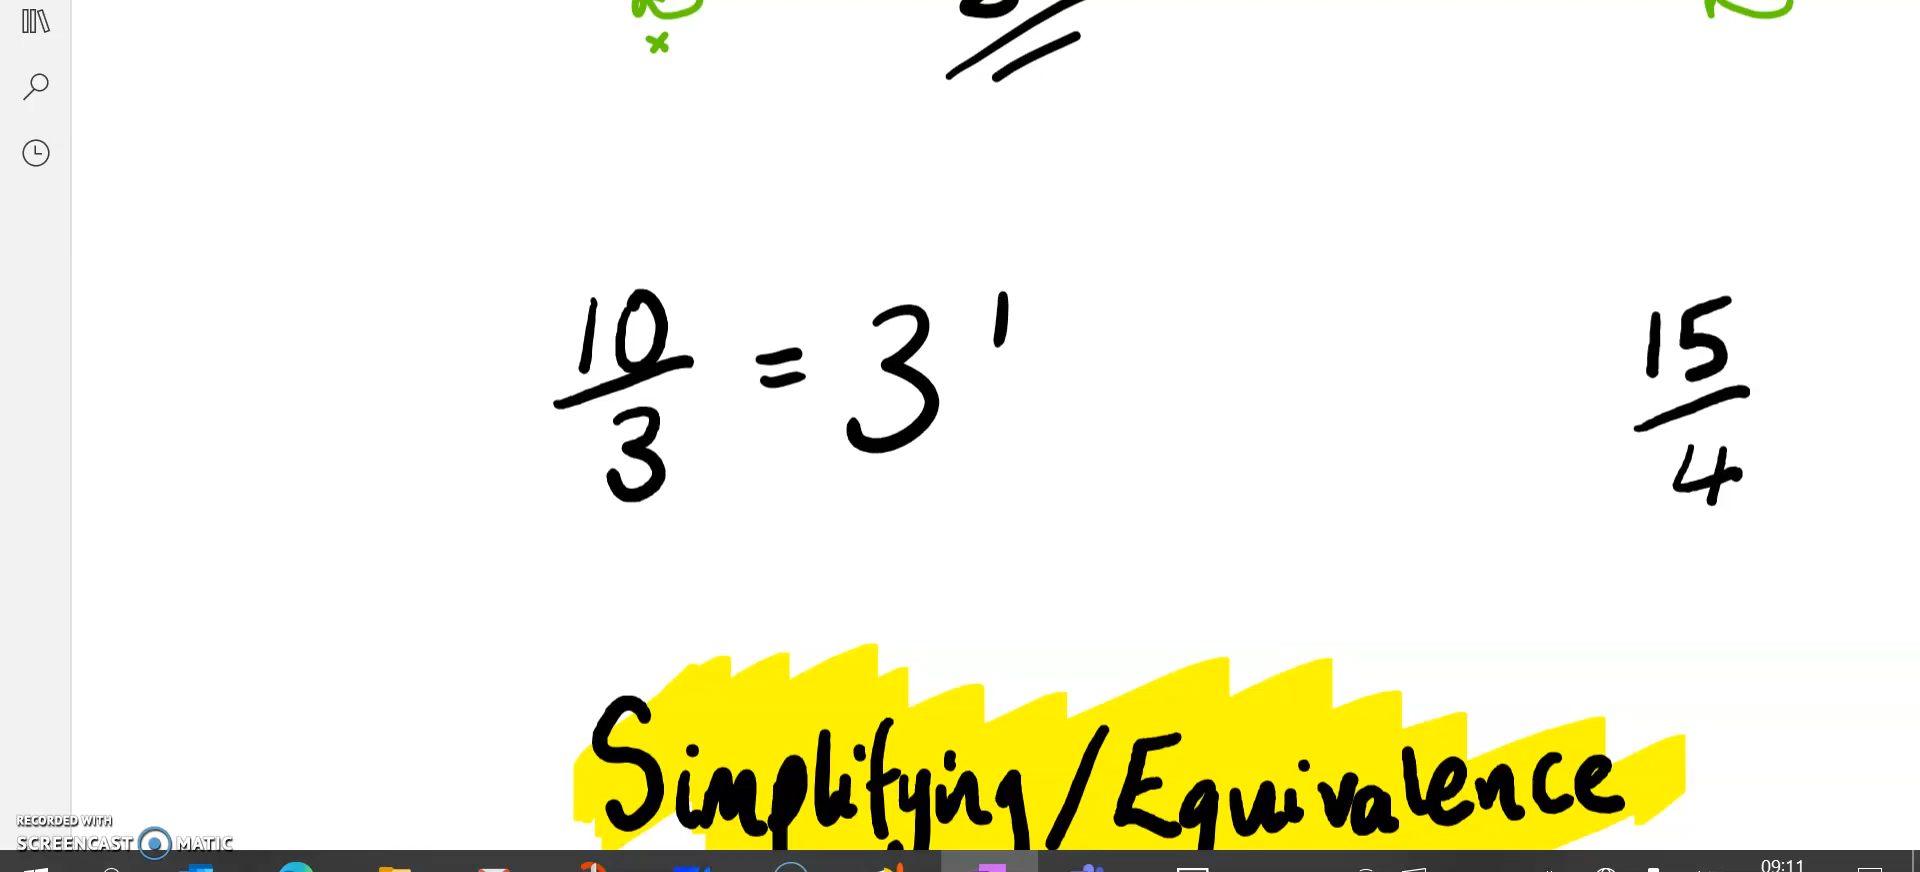 10/3 = 3 1
15/4
Simplifying/Equivalence
RECORDED WITH
SCREENCAST MATIC
09:11